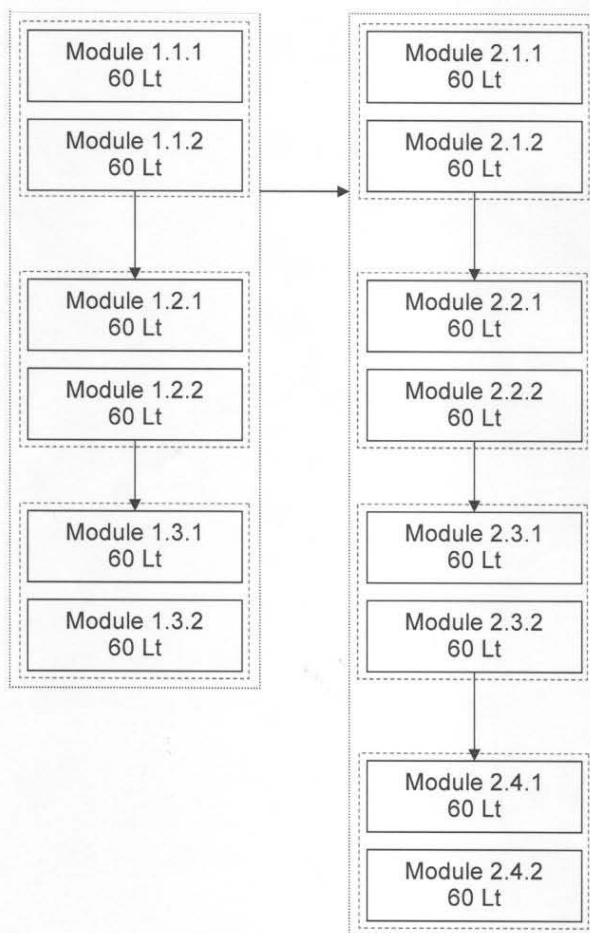 Module 1.1.1
60 Lt
Module 1.1.2
60 Lt
Module 1.2.1
60 Lt
Module 1.2.2
60 Lt
Module 1.3.1
60 Lt
Module 1.3.2
60 Lt
Module 2.1.1
60 Lt
Module 2.1.2
60 Lt
Module 2.2.1
60 Lt
Module 2.2.2
60 Lt
Module 2.3.1
60 Lt
Module 2.3.2
60 Lt
Module 2.4.1
60 Lt
Module 2.4.2
60 Lt